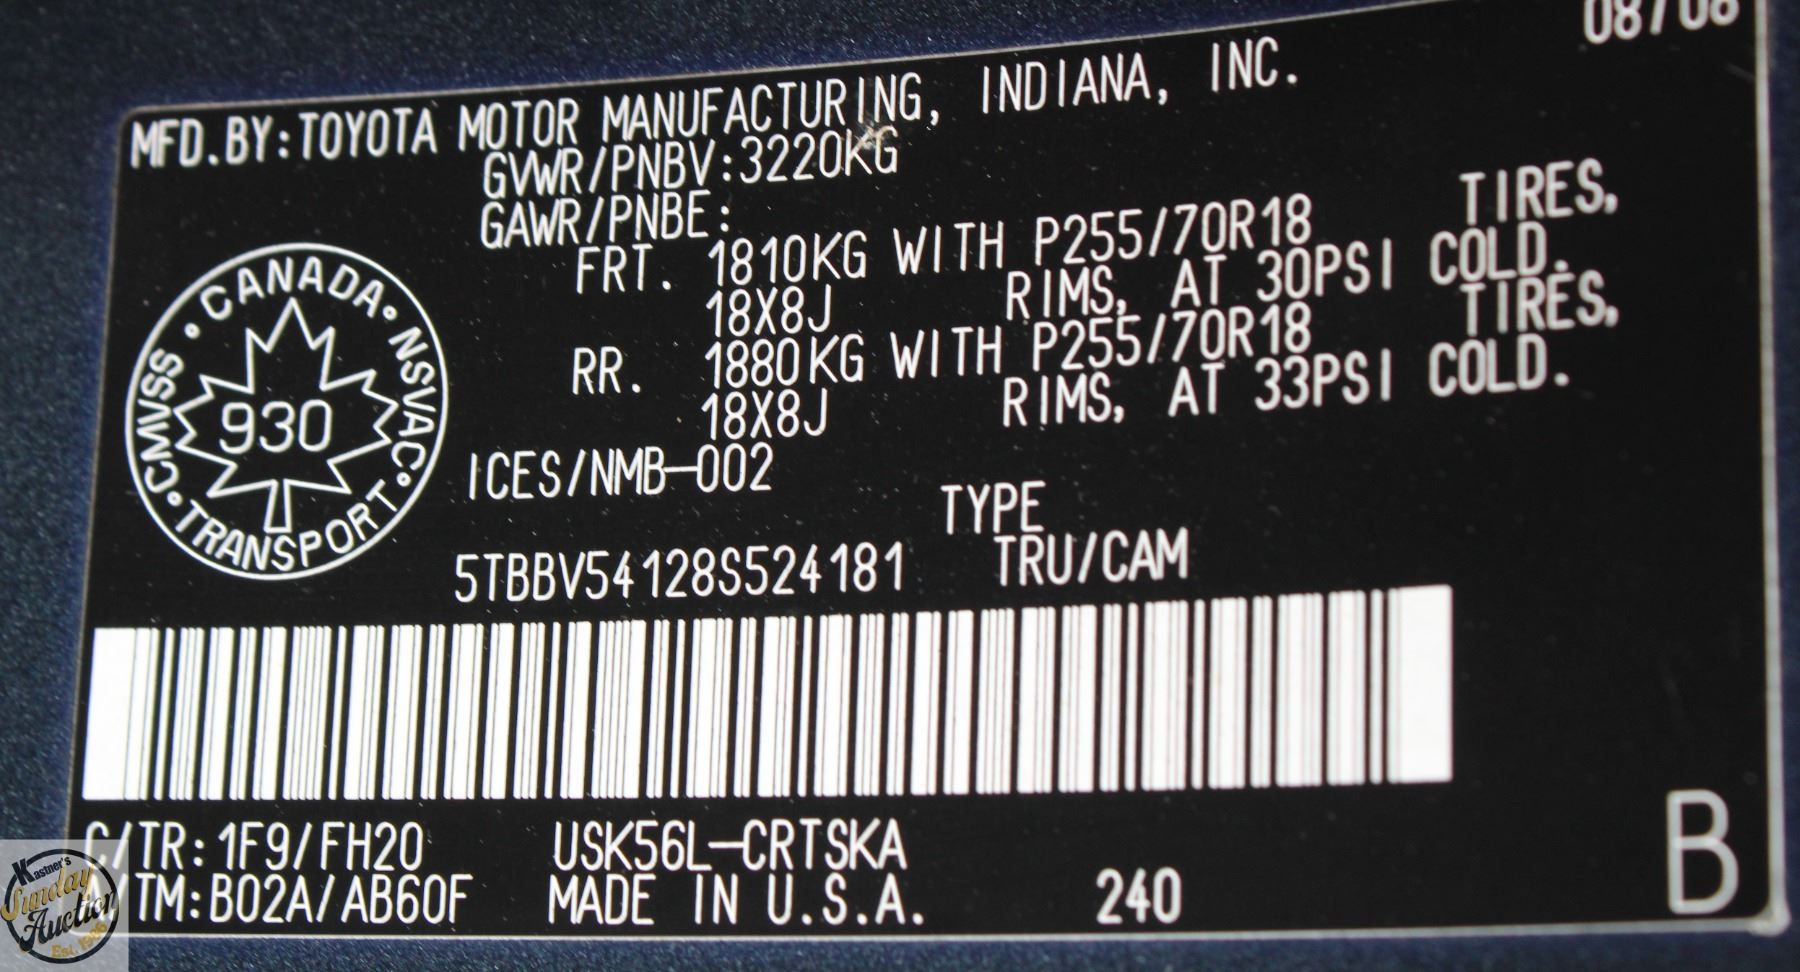 08/08
MFD.BY:TOYOTA MOTOR MANUFACTURING, INDIANA, INC.
GVWR/PNBV:3220KG
GAWR/PNBE:
FRT. 1810KG WITH P255/70R18 TIRES,
18X8J RIMS, AT 30PSI COLD.
RR. 1880KG WITH P255/70R18 TIRES,
18X8J RIMS, AT 33PSI COLD.
CMVSS • CANADA • NSVAC • TRANSPORT •
930
ICES/NMB-002
TYPE
5TBBV54128S524181 TRU/CAM
C/TR:1F9/FH20 USK56L-CRTSKA
A/TM:B02A/AB60F MADE IN U.S.A. 240
B
Kastner's
Sunday
Auction